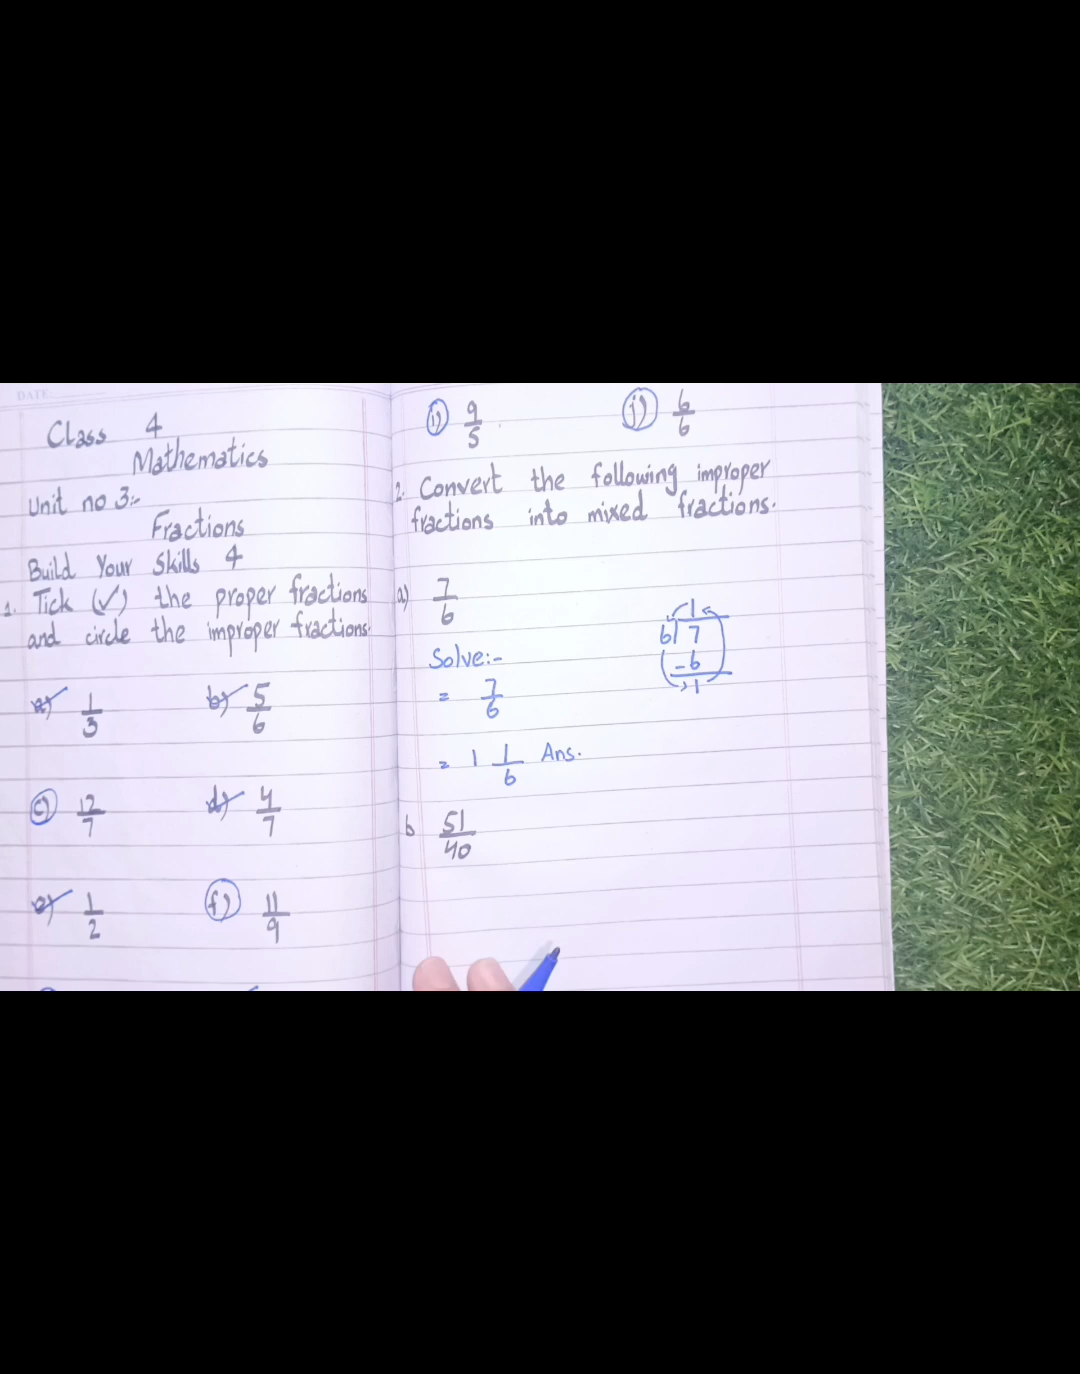 DATE
Class 4
Mathematics
Unit no 3:-
Fractions
Build Your Skills 4
1. Tick (✓) the proper fractions
and circle the improper fractions.
a) 1/3 b) 5/6
c) 12/7 d) 4/7
e) 1/2 f) 11/9
i) 9/5 j) 6/6
2. Convert the following improper
fractions into mixed fractions.
a) 7/6
Solve:-
= 7/6
= 1 1/6 Ans.
1
6 7
-6
1
b 51/40